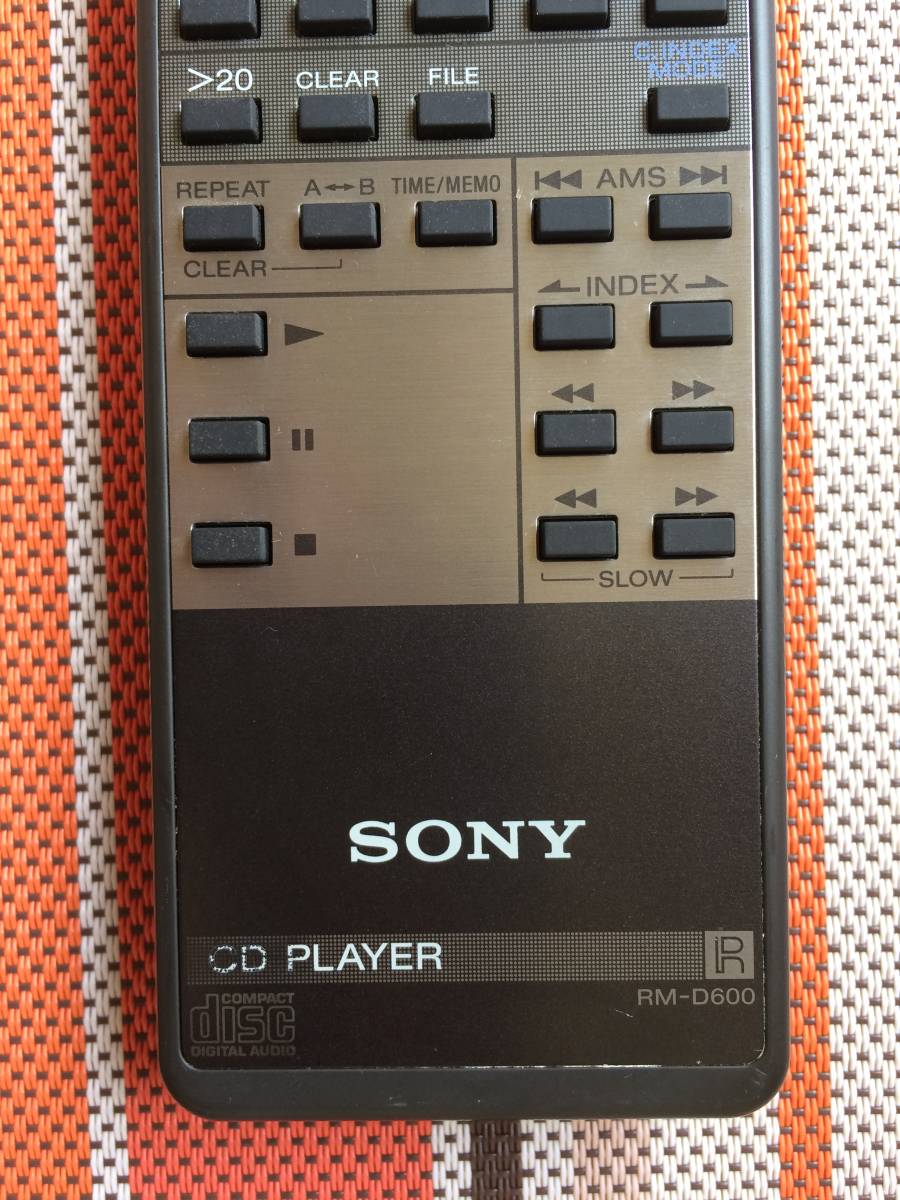 C.INDEX
MODE
>20 CLEAR FILE
REPEAT A↔B TIME/MEMO
AMS
CLEAR
INDEX
SLOW
SONY
CD PLAYER
R
RM-D600
COMPACT
disc
DIGITAL AUDIO